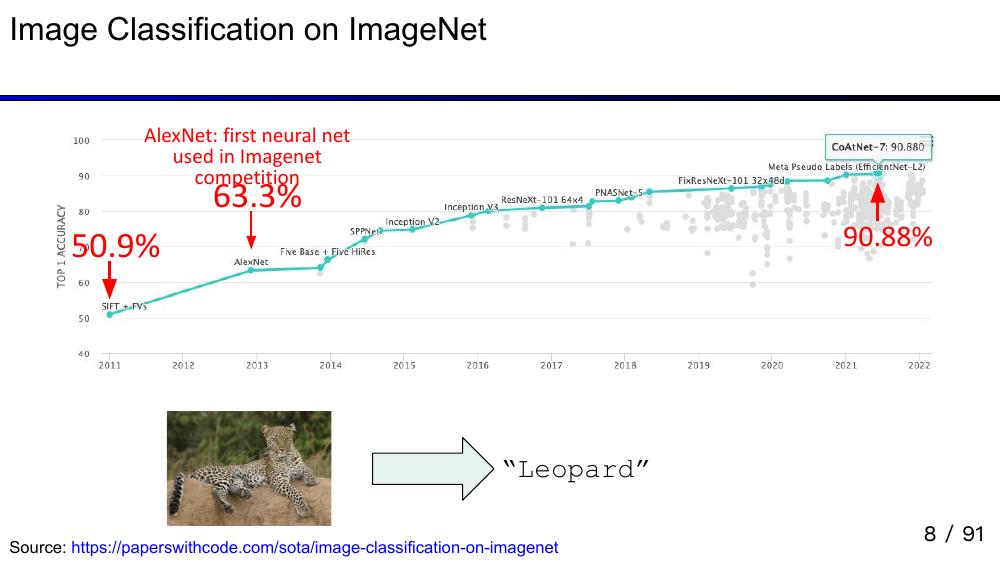 Image Classification on ImageNet
AlexNet: first neural net
used in Imagenet
competition
63.3%
50.9%
90.88%
CoAtNet-7: 90.880
Meta Pseudo Labels (EfficientNet-L2)
FixResNeXt-101 32x48d
PNASNet-5
ResNeXt-101 64x4
Inception V3
Inception V2
SPPNet
Five Base + Five HiRes
AlexNet
SIFT + FVs
TOP 1 ACCURACY
100
90
80
70
60
50
40
2011 2012 2013 2014 2015 2016 2017 2018 2019 2020 2021 2022
“Leopard”
Source: https://paperswithcode.com/sota/image-classification-on-imagenet
8 / 91